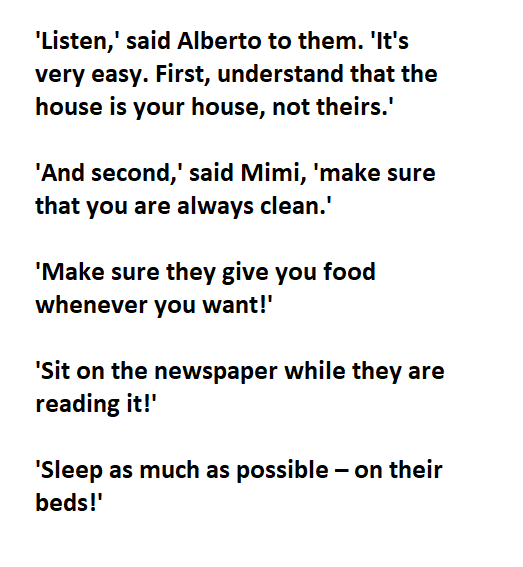 'Listen,' said Alberto to them. 'It's
very easy. First, understand that the
house is your house, not theirs.'
'And second,' said Mimi, 'make sure
that you are always clean.'
'Make sure they give you food
whenever you want!'
'Sit on the newspaper while they are
reading it!'
'Sleep as much as possible – on their
beds!'